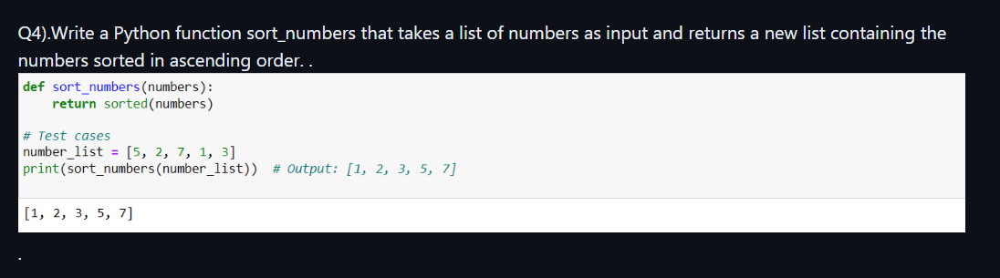 Q4).Write a Python function sort_numbers that takes a list of numbers as input and returns a new list containing the
numbers sorted in ascending order. .
def sort_numbers(numbers):
    return sorted(numbers)
# Test cases
number_list = [5, 2, 7, 1, 3]
print(sort_numbers(number_list))  # Output: [1, 2, 3, 5, 7]
[1, 2, 3, 5, 7]
.